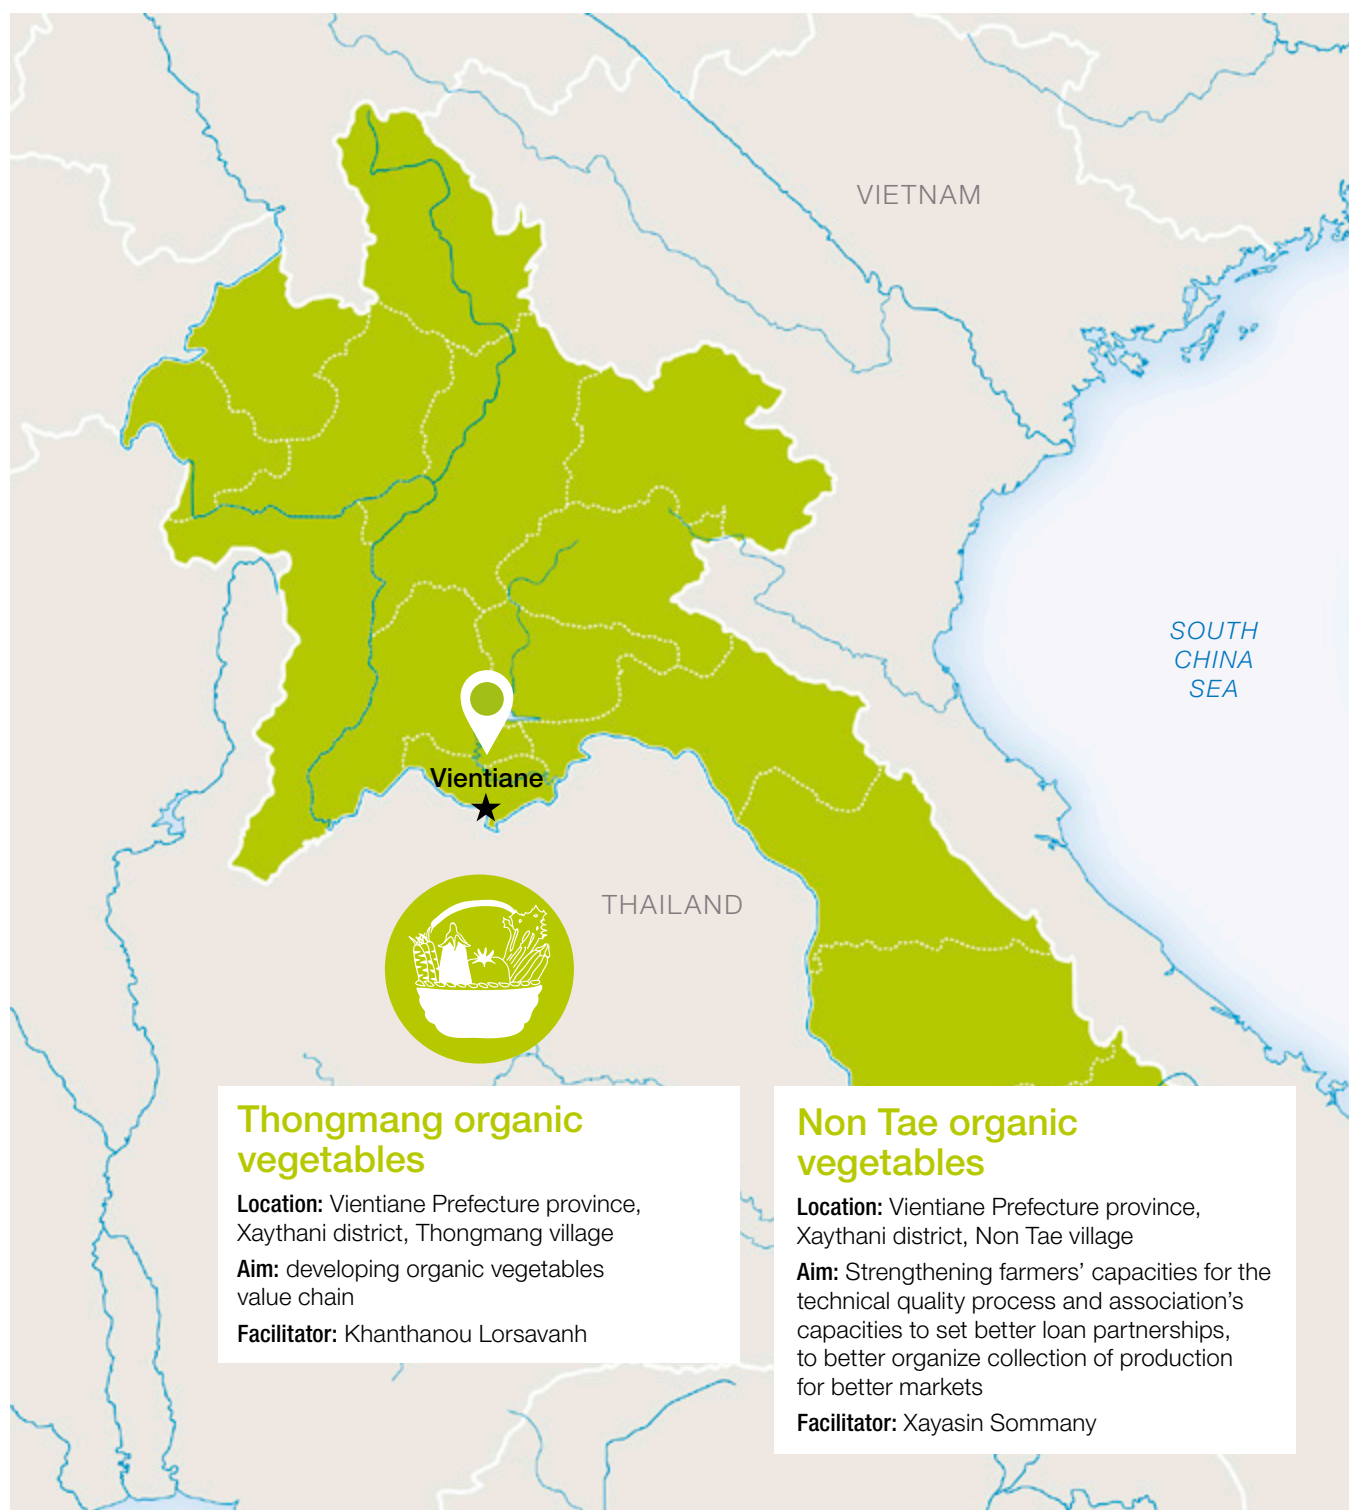 VIETNAM
SOUTH
CHINA
SEA
Vientiane
THAILAND
Thongmang organic
vegetables
Location: Vientiane Prefecture province,
Xaythani district, Thongmang village
Aim: developing organic vegetables
value chain
Facilitator: Khanthanou Lorsavanh
Non Tae organic
vegetables
Location: Vientiane Prefecture province,
Xaythani district, Non Tae village
Aim: Strengthening farmers’ capacities for the
technical quality process and association’s
capacities to set better loan partnerships,
to better organize collection of production
for better markets
Facilitator: Xayasin Sommany